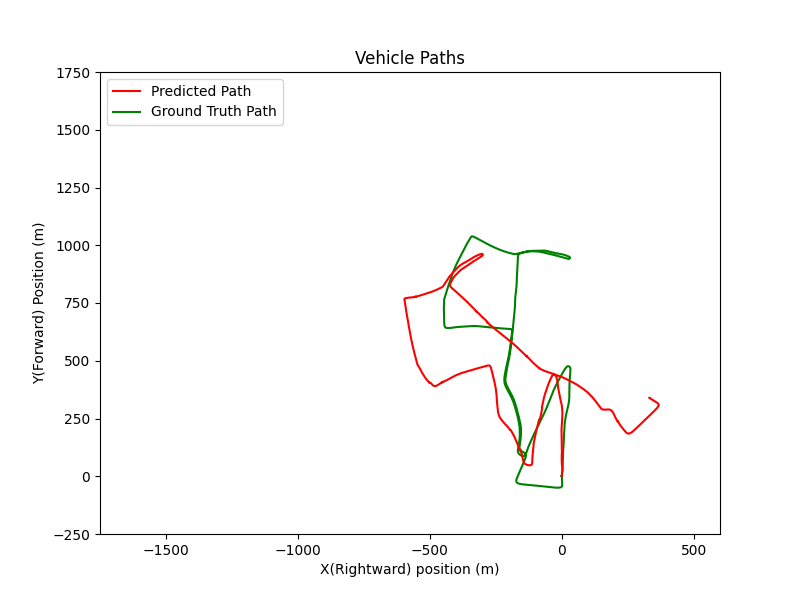 Vehicle Paths
Predicted Path
Ground Truth Path
1750
1500
1250
1000
750
500
250
0
−250
−1500
−1000
−500
0
500
Y(Forward) Position (m)
X(Rightward) position (m)